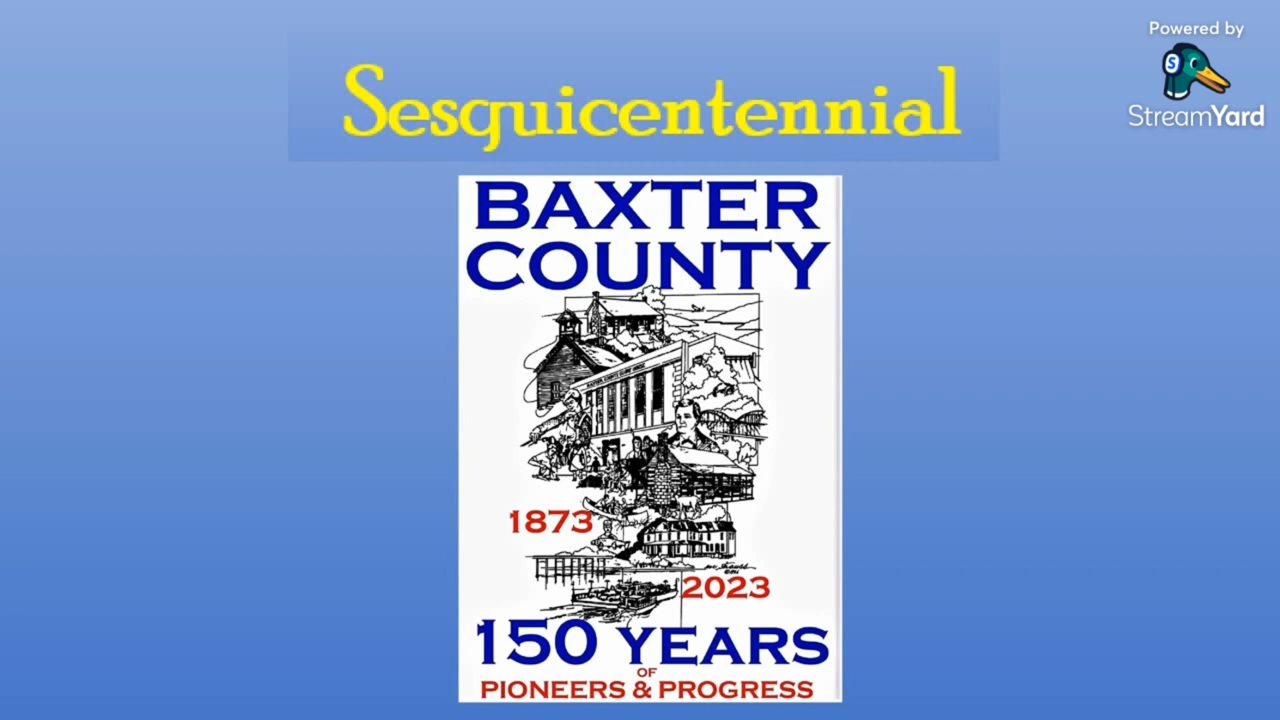 Powered by
StreamYard
Sesquicentennial
BAXTER
COUNTY
1873
2023
150 YEARS
OF
PIONEERS & PROGRESS